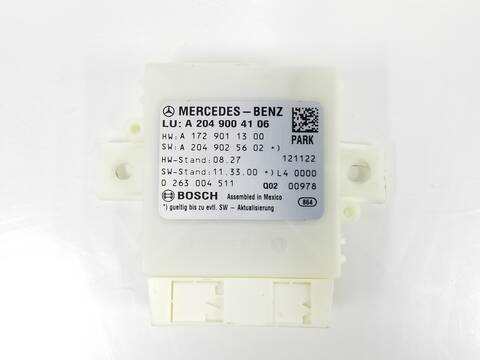 MERCEDES-BENZ
LU: A 204 900 41 06
HW: A 172 901 13 00 PARK
SW: A 204 902 56 02 *)
HW-Stand: 08.27 121122
SW-Stand: 11.33.00 *) L4 0000
0 263 004 511 Q02 00978
BOSCH Assembled in Mexico
*) gueltig bis zu evtl. SW - Aktualisierung 864